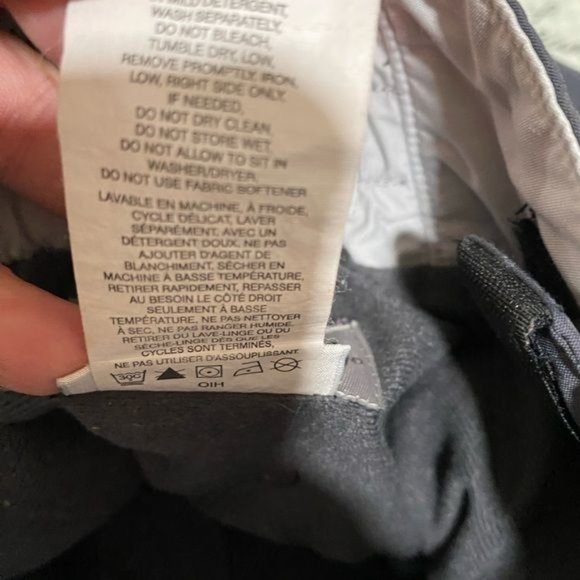 MILD DETERGENT,
WASH SEPARATELY,
DO NOT BLEACH,
TUMBLE DRY, LOW,
REMOVE PROMPTLY, IRON,
LOW, RIGHT SIDE ONLY,
IF NEEDED,
DO NOT DRY CLEAN,
DO NOT STORE WET,
DO NOT ALLOW TO SIT IN
WASHER/DRYER,
DO NOT USE FABRIC SOFTENER
LAVABLE EN MACHINE, À FROIDE,
CYCLE DÉLICAT, LAVER
SÉPARÉMENT, AVEC UN
DÉTERGENT DOUX, NE PAS
AJOUTER D'AGENT DE
BLANCHIMENT, SÉCHER EN
MACHINE À BASSE TEMPÉRATURE,
RETIRER RAPIDEMENT, REPASSER
AU BESOIN LE CÔTÉ DROIT
SEULEMENT À BASSE
TEMPÉRATURE, NE PAS NETTOYER
À SEC, NE PAS RANGER HUMIDE,
RETIRER DU LAVE-LINGE OU DU
SÈCHE-LINGE DÈS QUE LES
CYCLES SONT TERMINÉS,
NE PAS UTILISER D'ASSOUPLISSANT
30C
OIH